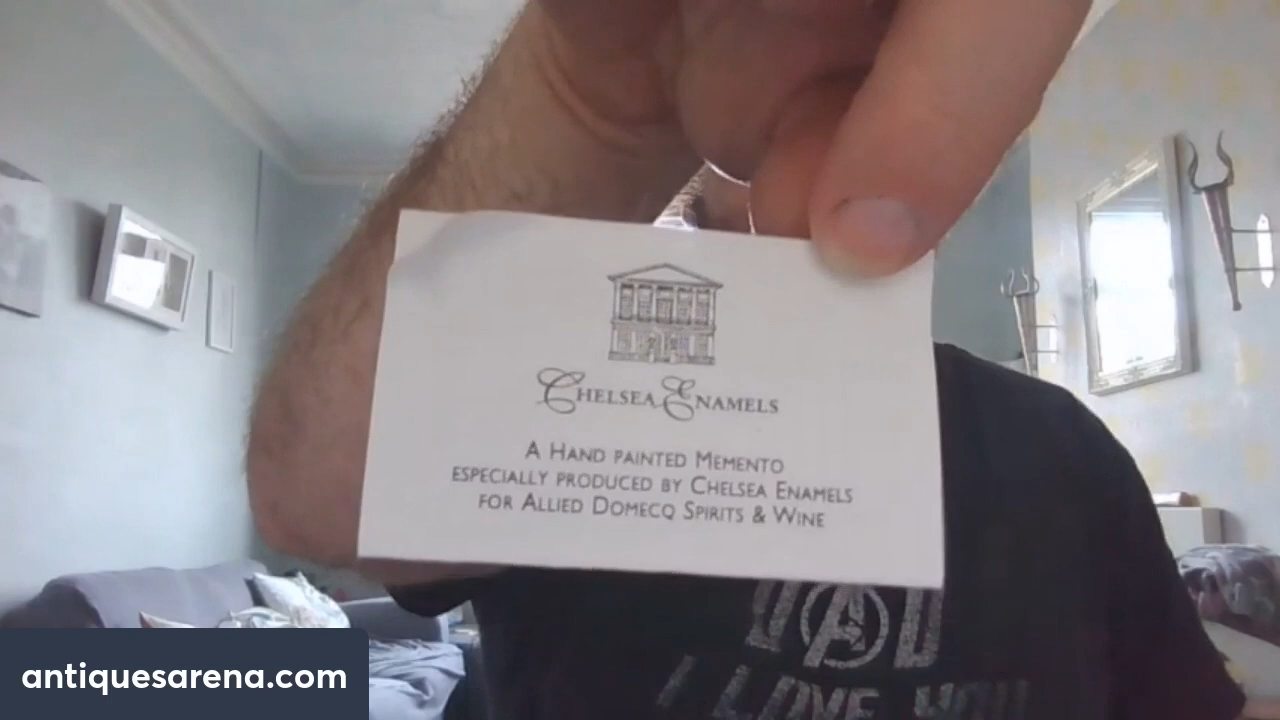 Chelsea Enamels
A Hand painted Memento
especially produced by Chelsea Enamels
for Allied Domecq Spirits & Wine
DAD
I LOVE YOU
antiquesarena.com